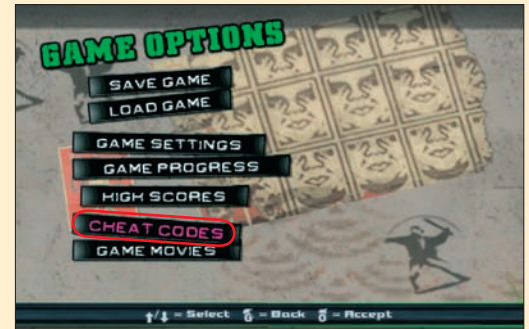 GAME OPTIONS
SAVE GAME
LOAD GAME
GAME SETTINGS
GAME PROGRESS
HIGH SCORES
CHEAT CODES
GAME MOVIES
↑/↓ = Select = Back = Accept